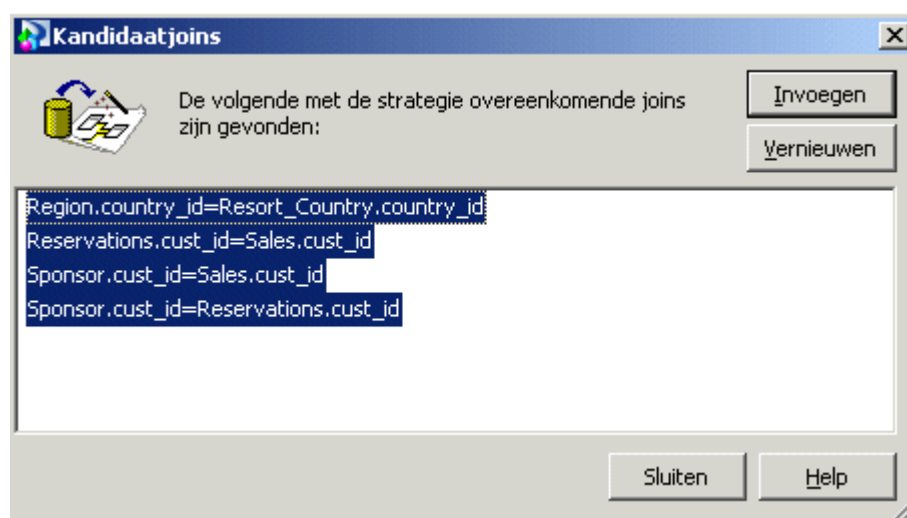 Kandidaatjoins
De volgende met de strategie overeenkomende joins
zijn gevonden:
Invoegen
Vernieuwen
Region.country_id=Resort_Country.country_id
Reservations.cust_id=Sales.cust_id
Sponsor.cust_id=Sales.cust_id
Sponsor.cust_id=Reservations.cust_id
Sluiten
Help